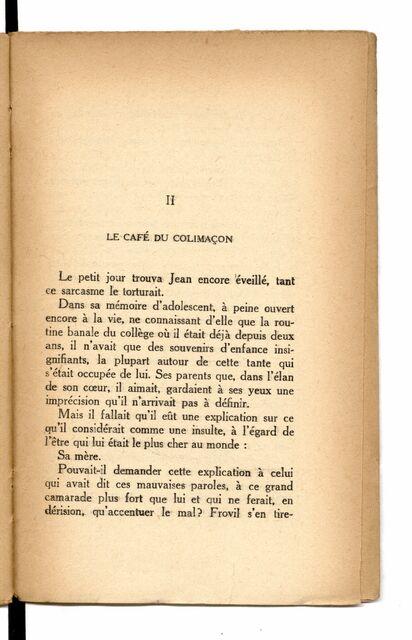 II
LE CAFÉ DU COLIMAÇON
Le petit jour trouva Jean encore éveillé, tant
ce sarcasme le torturait.
Dans sa mémoire d'adolescent, à peine ouvert
encore à la vie, ne connaissant d'elle que la rou-
tine banale du collège où il était déjà depuis deux
ans, il n'avait que des souvenirs d'enfance insi-
gnifiants, la plupart autour de cette tante qui
s'était occupée de lui. Ses parents que, dans l'élan
de son cœur, il aimait, gardaient à ses yeux une
imprécision qu'il n'arrivait pas à définir.
Mais il fallait qu'il eût une explication sur ce
qu'il considérait comme une insulte, à l'égard de
l'être qui lui était le plus cher au monde :
Sa mère.
Pouvait-il demander cette explication à celui
qui avait dit ces mauvaises paroles, à ce grand
camarade plus fort que lui et qui ne ferait, en
dérision, qu'accentuer le mal? Frovil s'en tire-